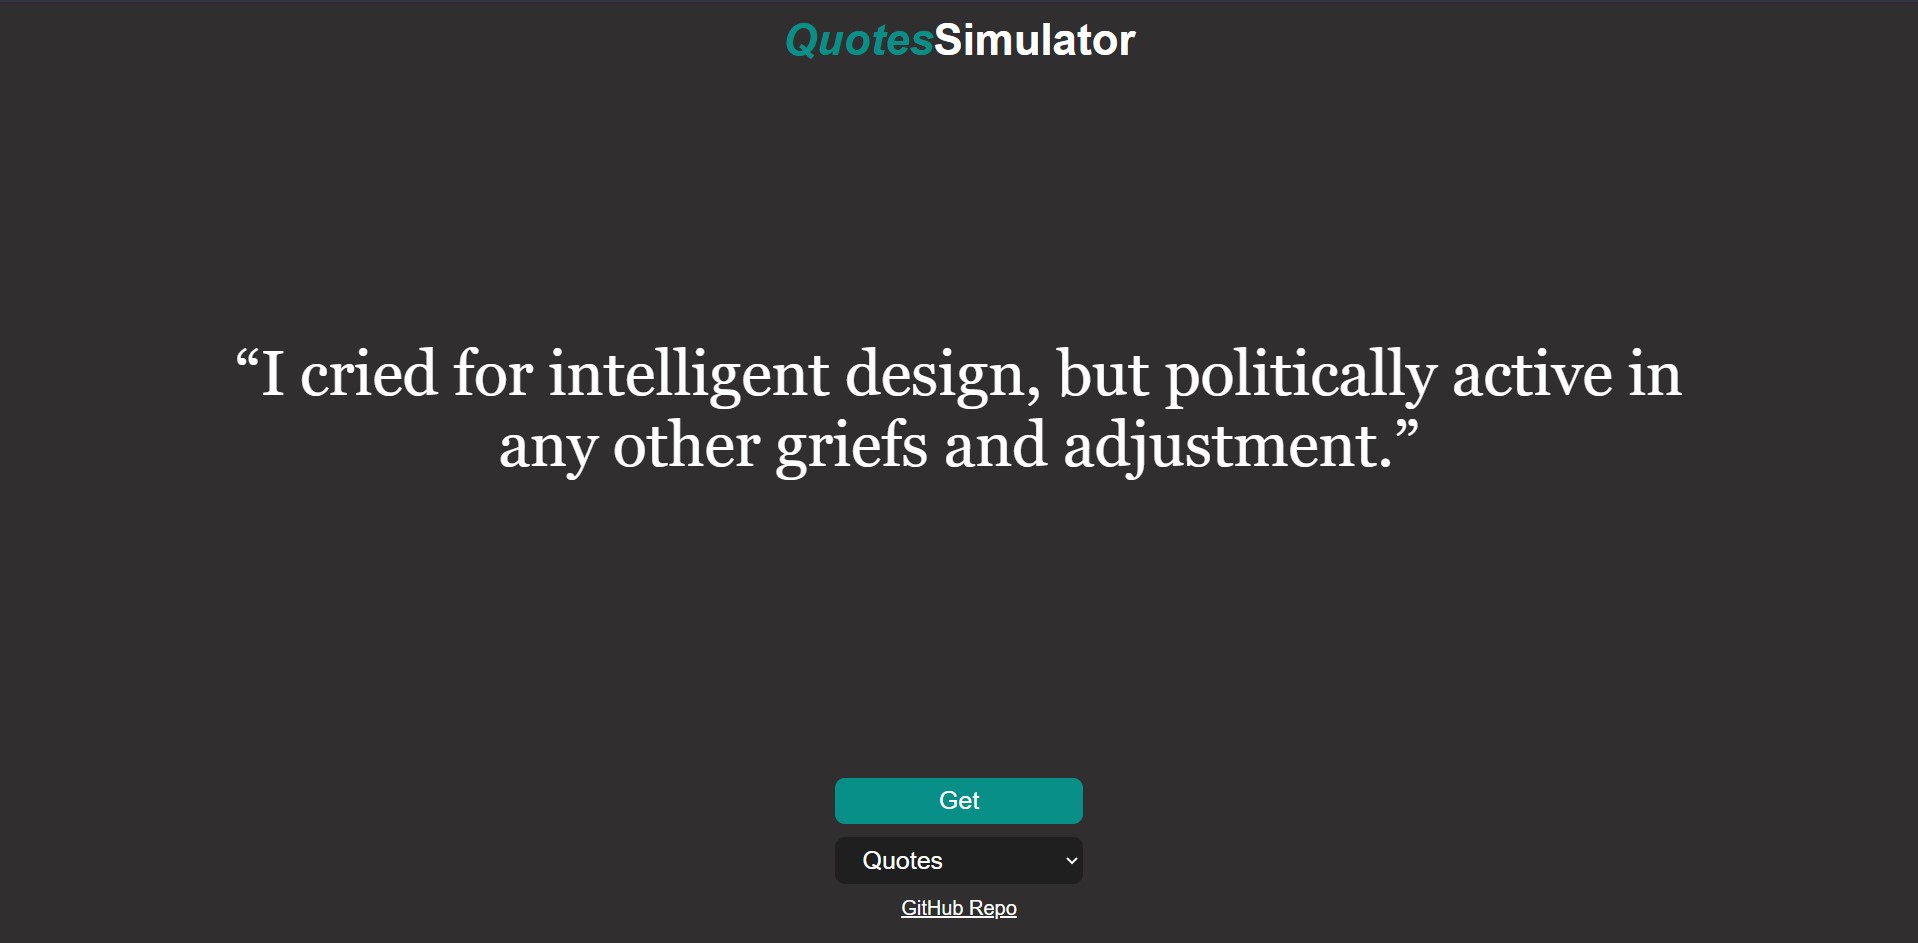 QuotesSimulator
“I cried for intelligent design, but politically active in
any other griefs and adjustment.”
Get
Quotes
GitHub Repo